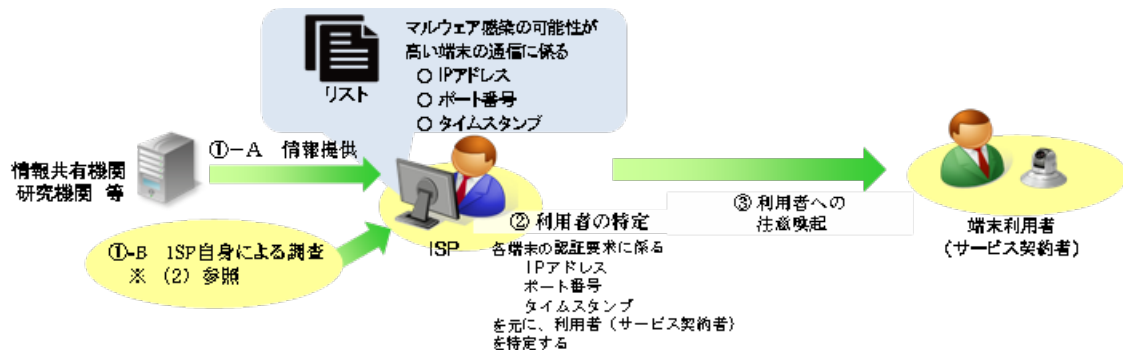 マルウェア感染の可能性が
高い端末の通信に係る
○ IPアドレス
○ ポート番号
○ タイムスタンプ
リスト
①-A 情報提供
情報共有機関
研究機関 等
①-B ISP自身による調査
※ (2) 参照
ISP
② 利用者の特定
各端末の認証要求に係る
IPアドレス
ポート番号
タイムスタンプ
を元に、利用者（サービス契約者）
を特定する
③ 利用者への
注意喚起
端末利用者
（サービス契約者）